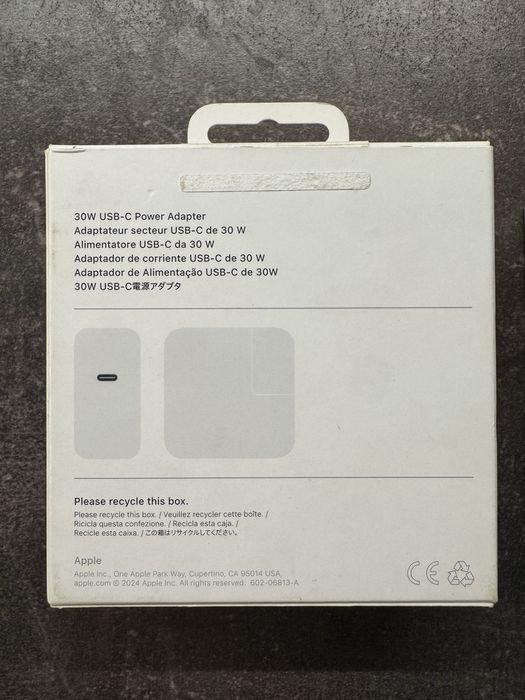 30W USB-C Power Adapter
Adaptateur secteur USB-C de 30 W
Alimentatore USB-C da 30 W
Adaptador de corriente USB-C de 30 W
Adaptador de Alimentação USB-C de 30W
30W USB-C電源アダプタ
Please recycle this box.
Please recycle this box. / Veuillez recycler cette boîte. /
Ricicla questa confezione. / Recicla esta caja. /
Recicle esta caixa. / この箱はリサイクルしてください。
Apple
Apple Inc., One Apple Park Way, Cupertino, CA 95014 USA,
apple.com © 2024 Apple Inc. All rights reserved. 602-06813-A
CE